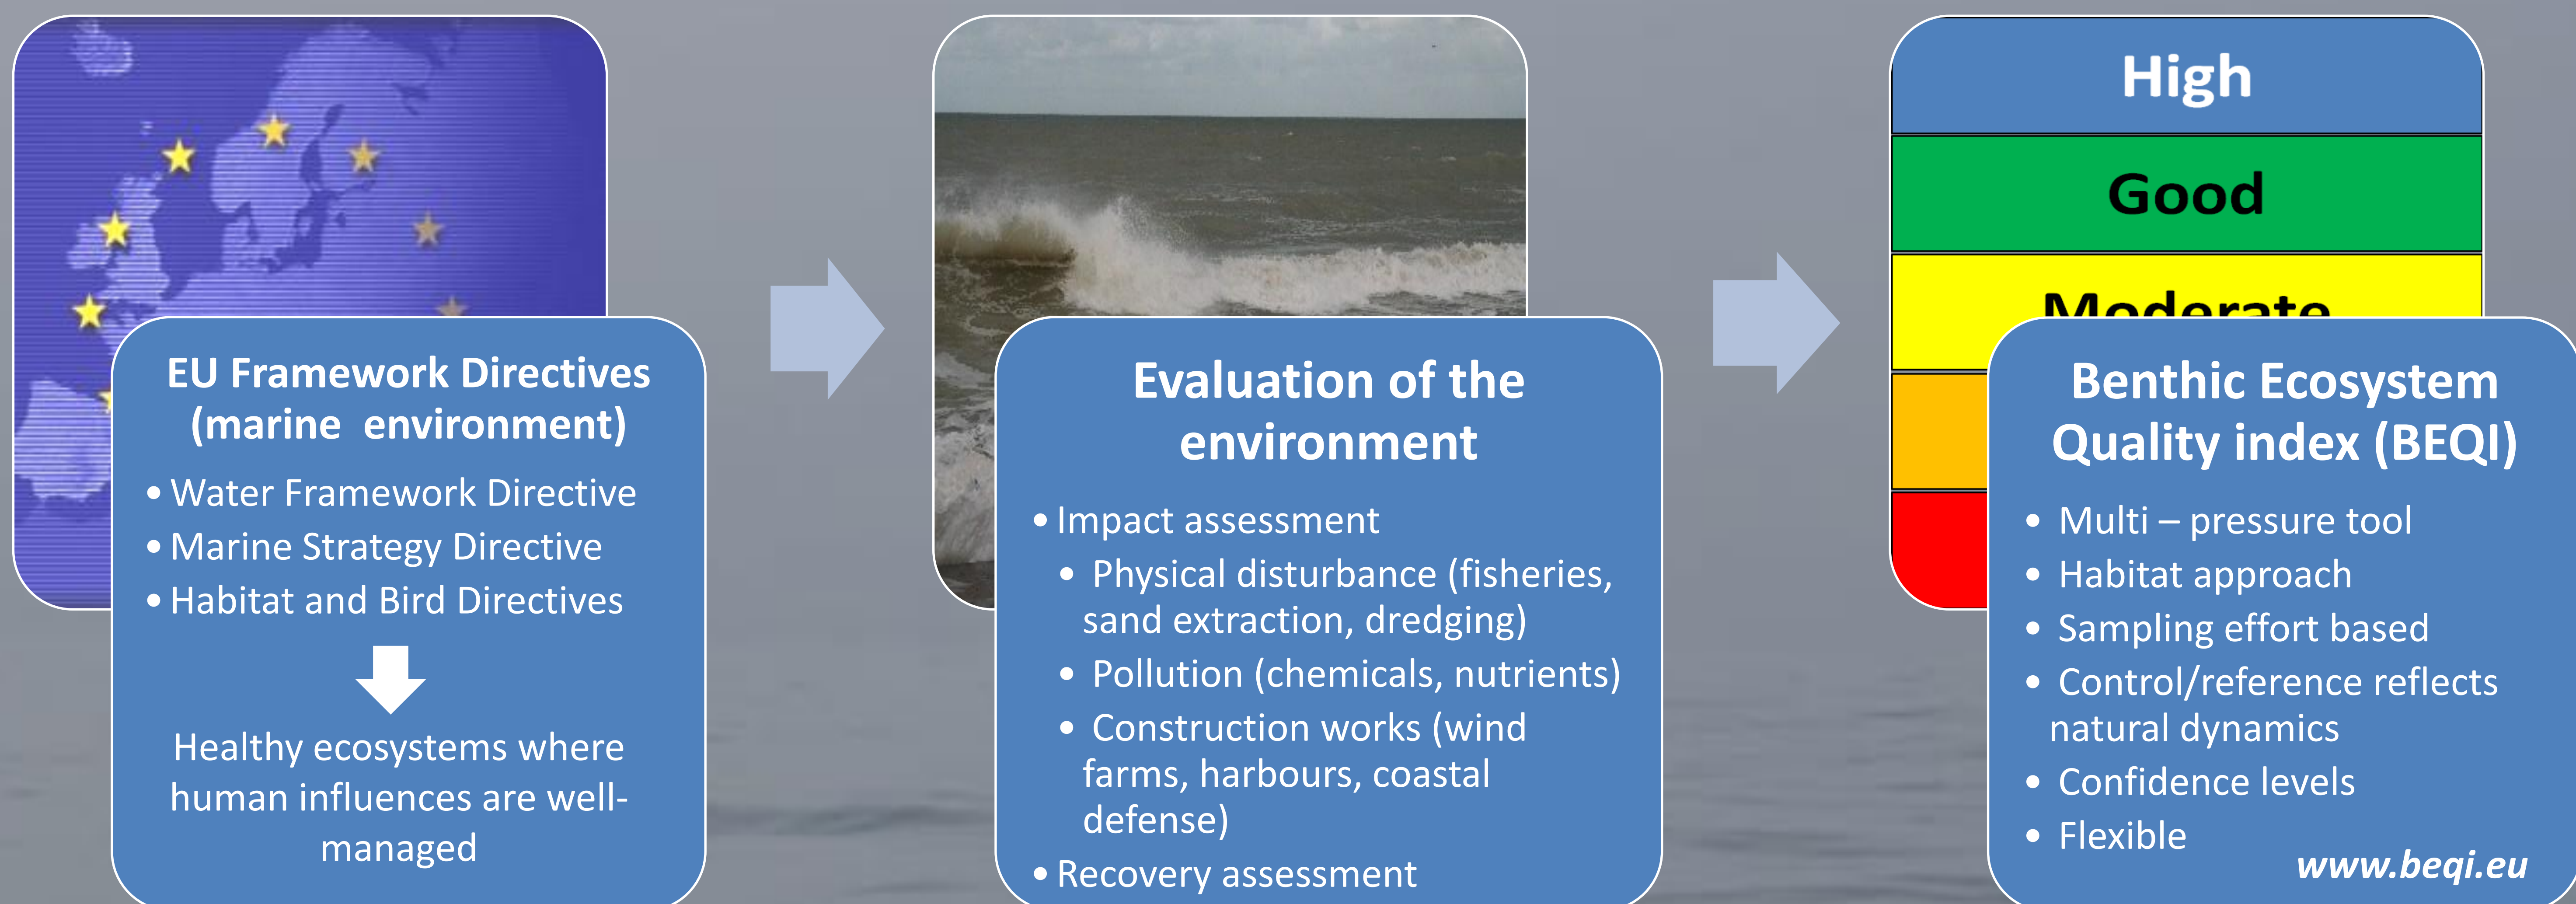 EU Framework Directives
(marine environment)
• Water Framework Directive
• Marine Strategy Directive
• Habitat and Bird Directives
Healthy ecosystems where
human influences are well-
managed
Evaluation of the
environment
• Impact assessment
• Physical disturbance (fisheries,
sand extraction, dredging)
• Pollution (chemicals, nutrients)
• Construction works (wind
farms, harbours, coastal
defense)
• Recovery assessment
High
Good
Moderate
Benthic Ecosystem
Quality index (BEQI)
• Multi – pressure tool
• Habitat approach
• Sampling effort based
• Control/reference reflects
natural dynamics
• Confidence levels
• Flexible
www.beqi.eu